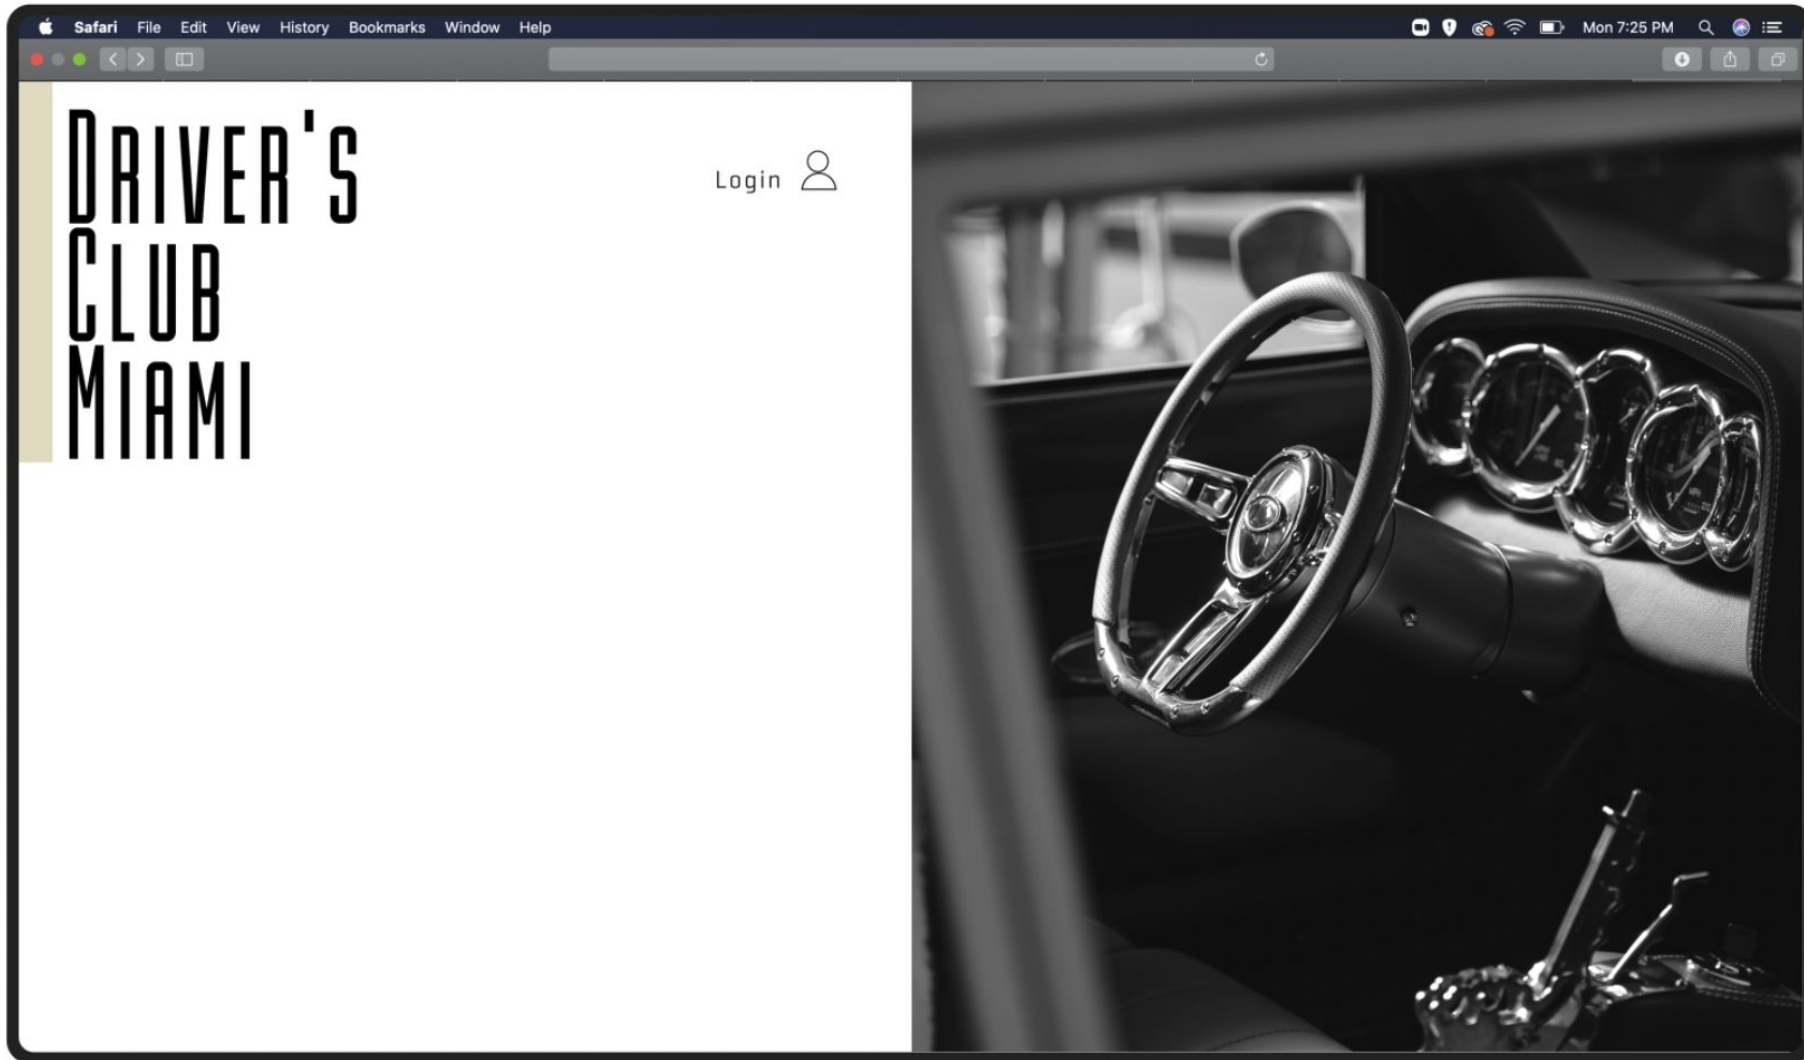 Safari File Edit View History Bookmarks Window Help Mon 7:25 PM
DRIVER'S
CLUB
MIAMI
Login